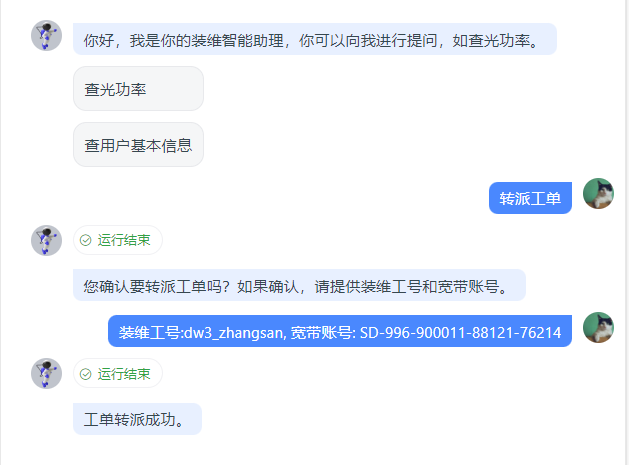 你好，我是你的装维智能助理，你可以向我进行提问，如查光功率。
查光功率
查用户基本信息
转派工单
运行结束
您确认要转派工单吗？如果确认，请提供装维工号和宽带账号。
装维工号:dw3_zhangsan, 宽带账号: SD-996-900011-88121-76214
运行结束
工单转派成功。